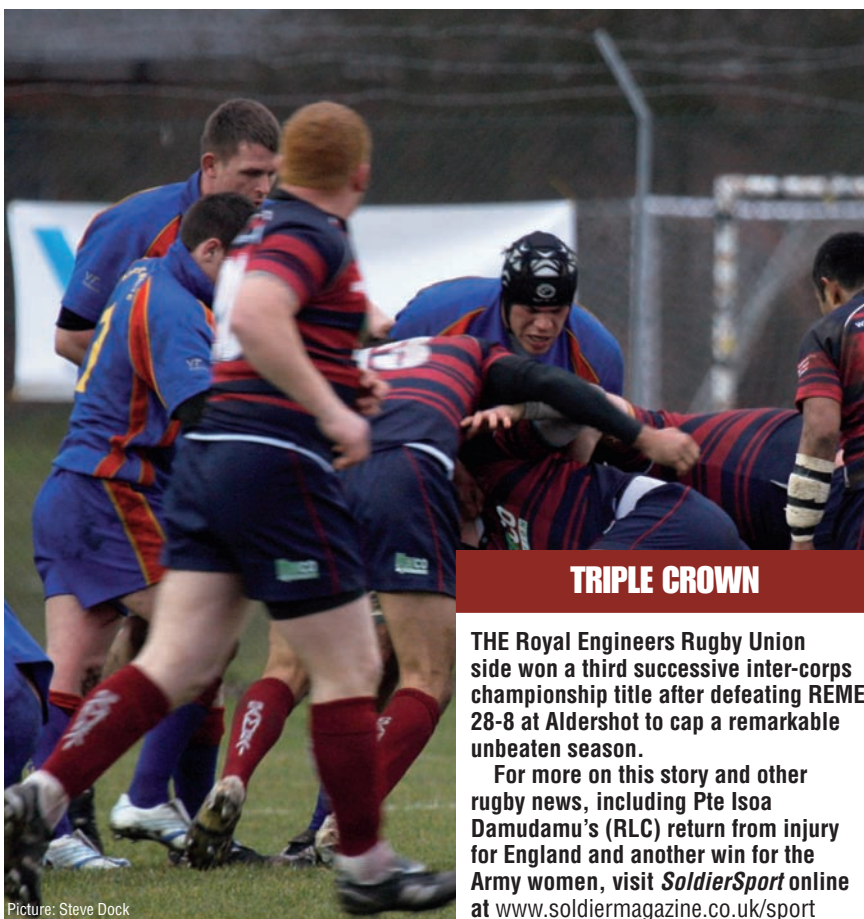 TRIPLE CROWN
THE Royal Engineers Rugby Union
side won a third successive inter-corps
championship title after defeating REME
28-8 at Aldershot to cap a remarkable
unbeaten season.
For more on this story and other
rugby news, including Pte Isoa
Damudamu's (RLC) return from injury
for England and another win for the
Army women, visit SoldierSport online
at www.soldiermagazine.co.uk/sport
Picture: Steve Dock